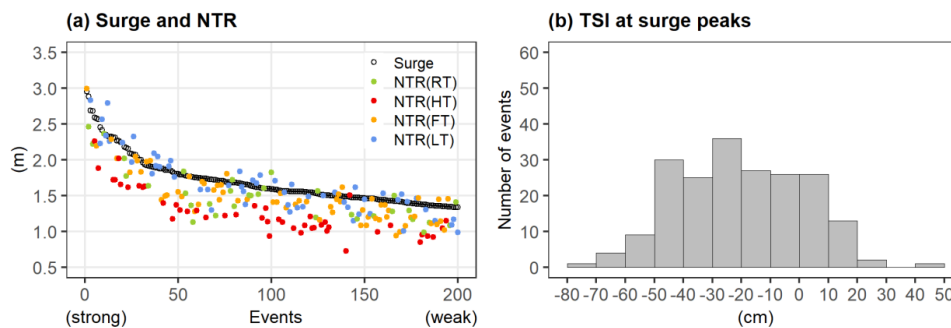 (a) Surge and NTR
3.5
3.0
2.5
2.0
1.5
1.0
0.5
(m)
Surge
NTR(RT)
NTR(HT)
NTR(FT)
NTR(LT)
0 50 100 150 200
(strong) Events (weak)
(b) TSI at surge peaks
60
50
40
30
20
10
0
Number of events
-80 -70 -60 -50 -40 -30 -20 -10 0 10 20 30 40 50
(cm)